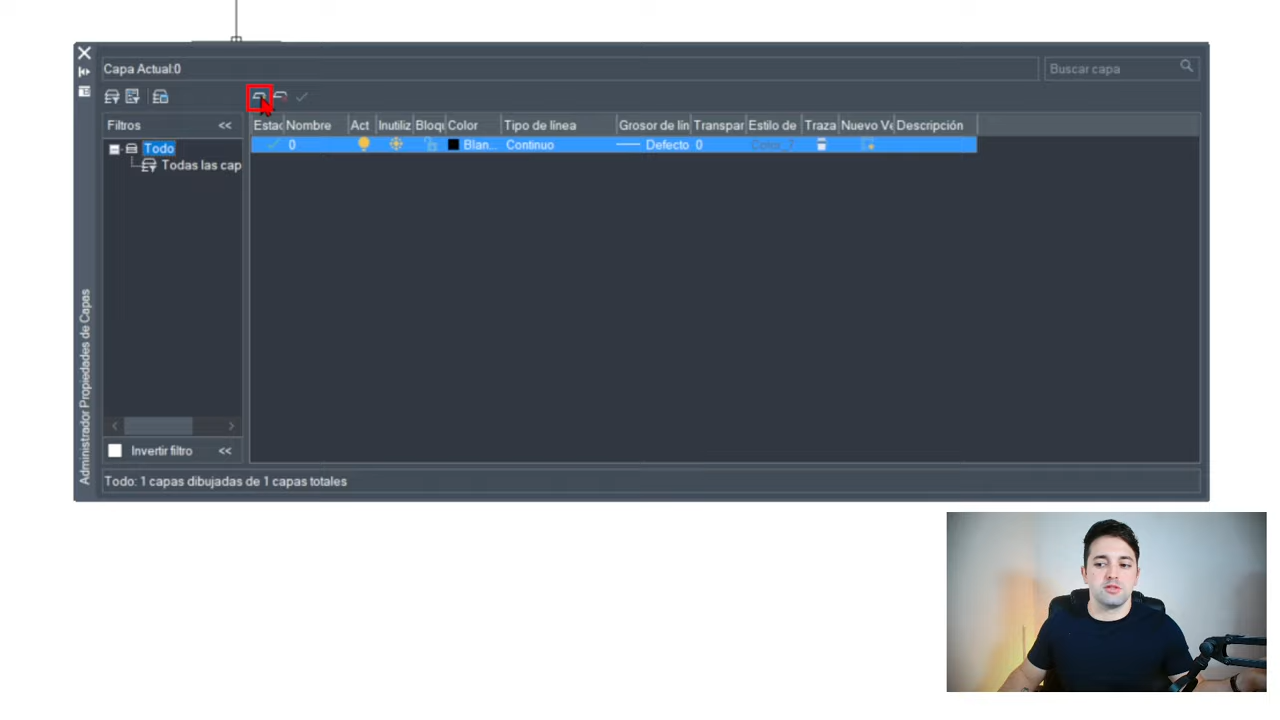 Capa Actual:0
Buscar capa
Filtros <<
Todo
Todas las cap
Invertir filtro <<
Estac Nombre Act Inutiliz Bloqu Color Tipo de línea Grosor de lín Transpar Estilo de Traza Nuevo Ve Descripción
0 Blan... Continuo Defecto 0
Todo: 1 capas dibujadas de 1 capas totales
Administrador Propiedades de Capas